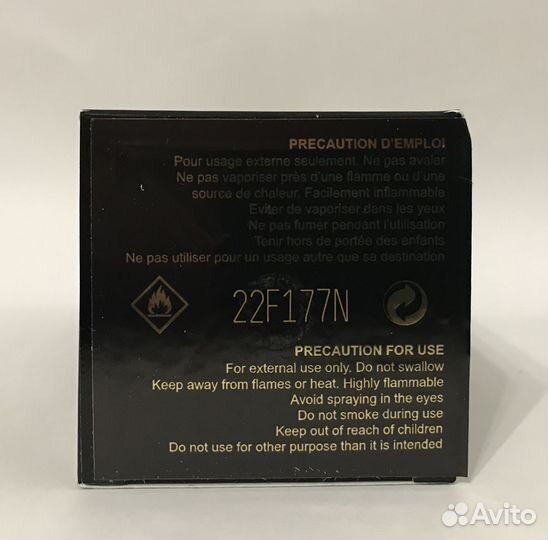 PRECAUTION D'EMPLOI
Pour usage externe seulement. Ne pas avaler
Ne pas vaporiser près d'une flamme ou d'une
source de chaleur. Facilement inflammable
Eviter de vaporiser dans les yeux
Ne pas fumer pendant l'utilisation
Tenir hors de portée des enfants
Ne pas utiliser pour un usage autre que sa destination
22F177N
PRECAUTION FOR USE
For external use only. Do not swallow
Keep away from flames or heat. Highly flammable
Avoid spraying in the eyes
Do not smoke during use
Keep out of reach of children
Do not use for other purpose than it is intended
Avito